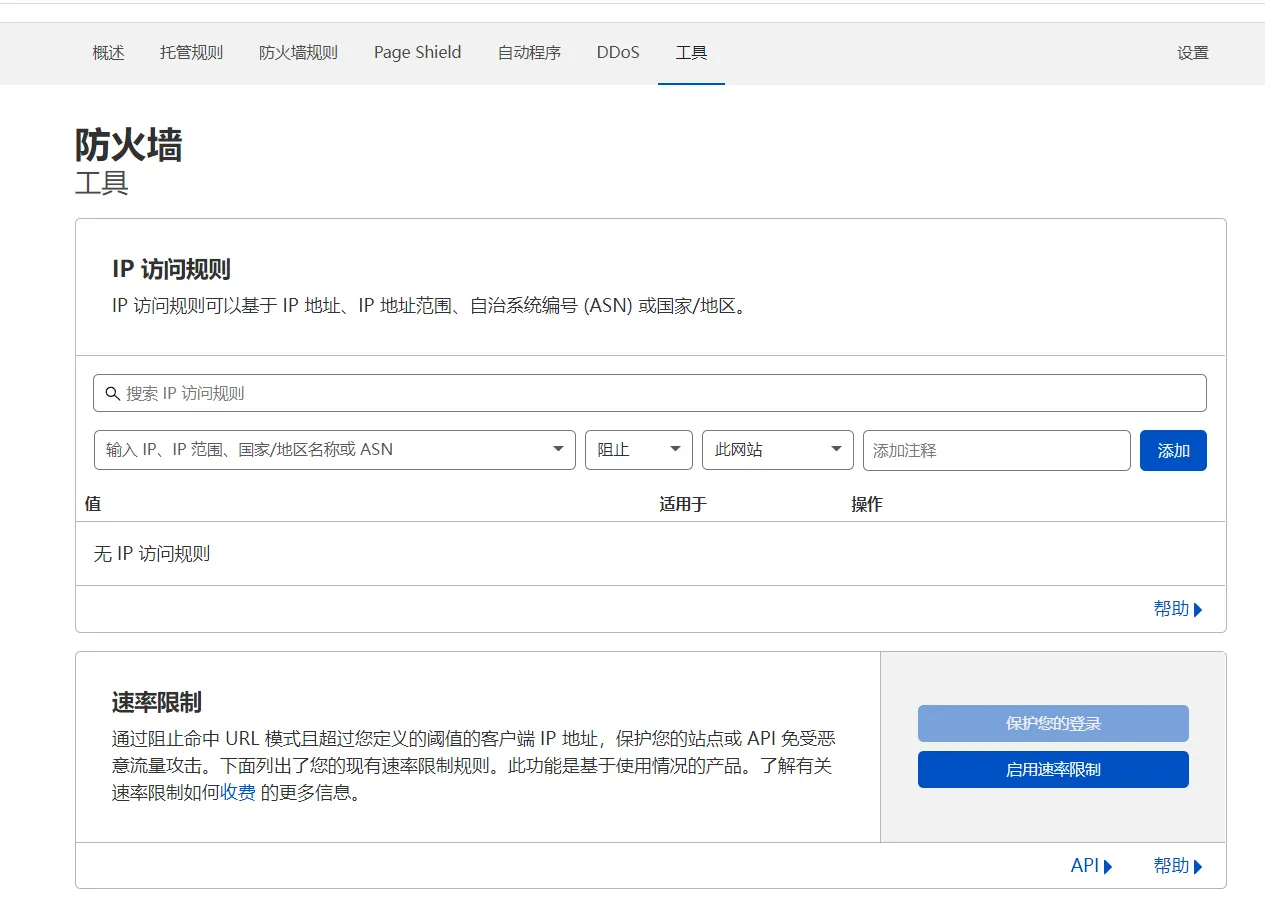 概述 托管规则 防火墙规则 Page Shield 自动程序 DDoS 工具 设置
防火墙
工具
IP 访问规则
IP 访问规则可以基于 IP 地址、IP 地址范围、自治系统编号 (ASN) 或国家/地区。
搜索 IP 访问规则
输入 IP、IP 范围、国家/地区名称或 ASN 阻止 此网站 添加注释 添加
值 适用于 操作
无 IP 访问规则
帮助
速率限制
通过阻止命中 URL 模式且超过您定义的阈值的客户端 IP 地址，保护您的站点或 API 免受恶
意流量攻击。下面列出了您的现有速率限制规则。此功能是基于使用情况的产品。了解有关
速率限制如何收费 的更多信息。
保护您的登录
启用速率限制
API 帮助